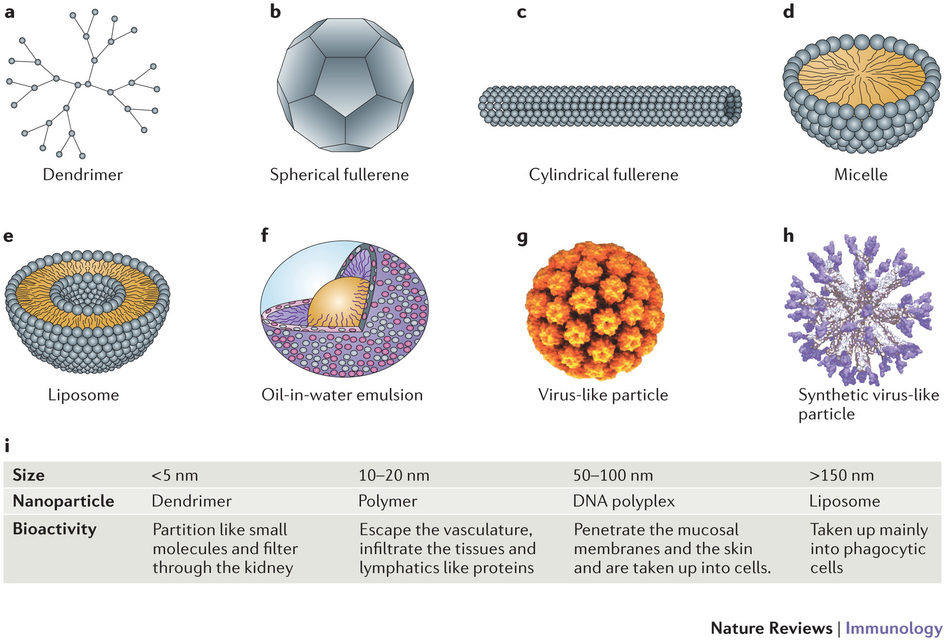 a
b
c
d
Dendrimer
Spherical fullerene
Cylindrical fullerene
Micelle
e
f
g
h
Liposome
Oil-in-water emulsion
Virus-like particle
Synthetic virus-like
particle
i
Size <5 nm 10–20 nm 50–100 nm >150 nm
Nanoparticle Dendrimer Polymer DNA polyplex Liposome
Bioactivity Partition like small Escape the vasculature, Penetrate the mucosal Taken up mainly
molecules and filter infiltrate the tissues and membranes and the skin into phagocytic
through the kidney lymphatics like proteins and are taken up into cells. cells
Nature Reviews | Immunology